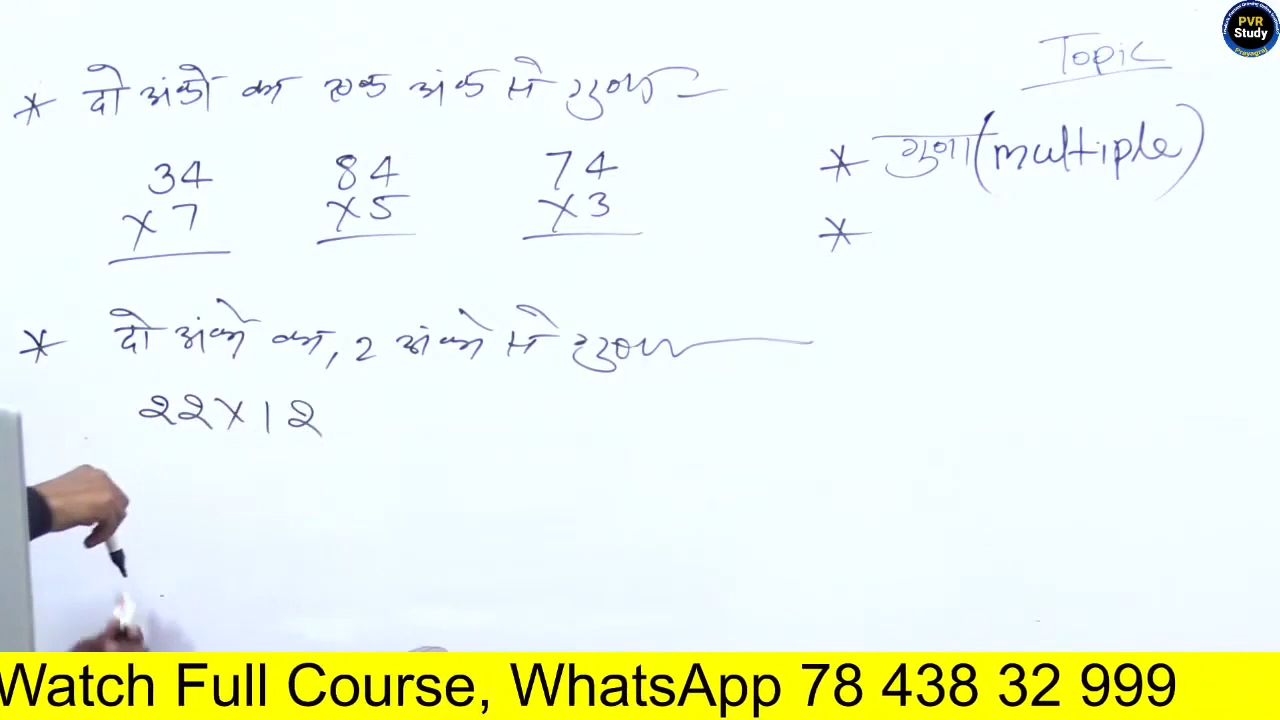 * दो अंको का एक अंक से गुणा
34
× 7
84
× 5
74
× 3
* दो अंको का, 2 अंको से गुणा
22 × 12
Topic
* गुणा (multiple)
*
PVR
Study
Prayagraj
Watch Full Course, WhatsApp 78 438 32 999